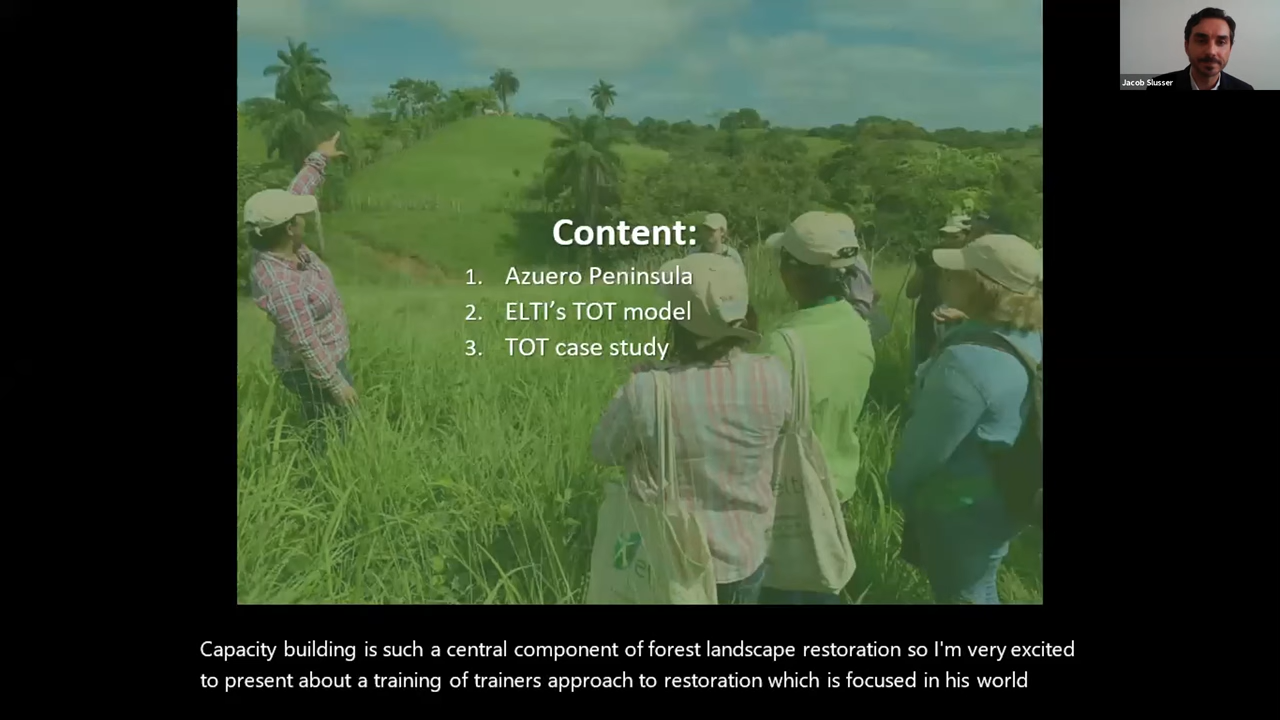 Jacob Slusser
Content:
1. Azuero Peninsula
2. ELTI’s TOT model
3. TOT case study
elti
Capacity building is such a central component of forest landscape restoration so I'm very excited
to present about a training of trainers approach to restoration which is focused in his world